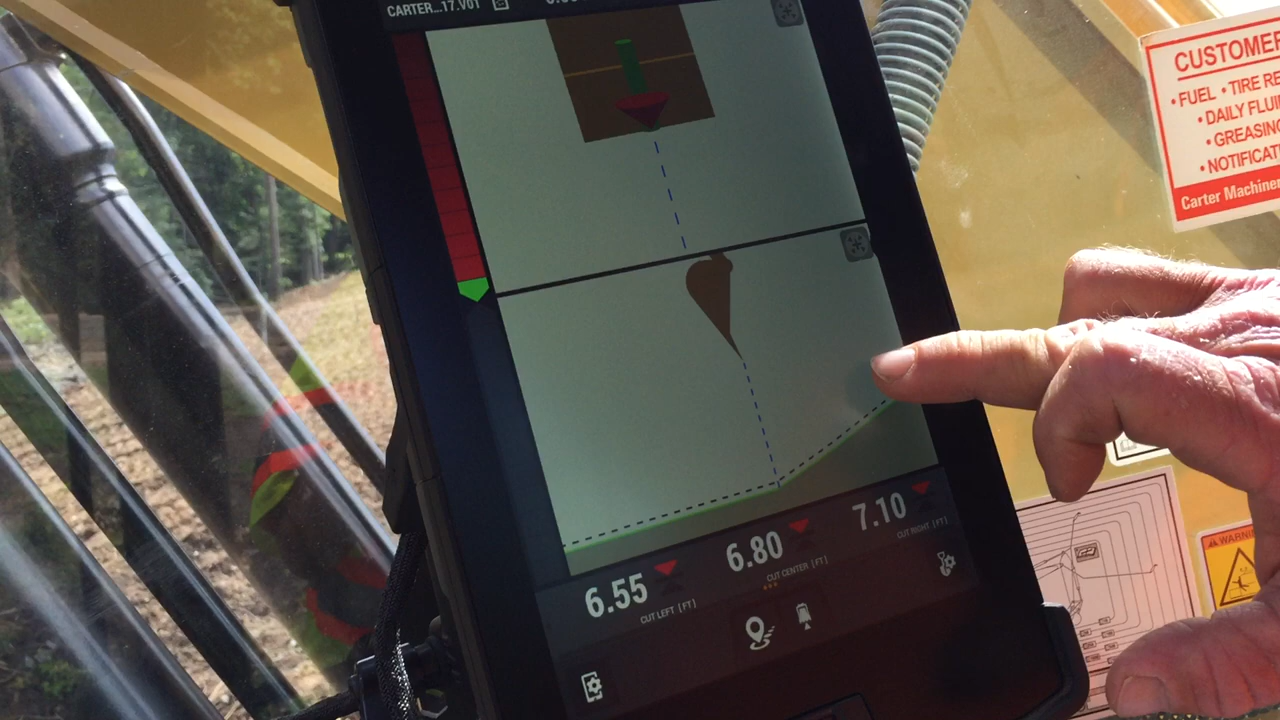 CARTER...17.V01
6.55
CUT LEFT [FT]
6.80
CUT CENTER [FT]
7.10
CUT RIGHT [FT]
CUSTOMER
• FUEL • TIRE RE
• DAILY FLUI
• GREASING
• NOTIFICAT
Carter Machiner
WARNI